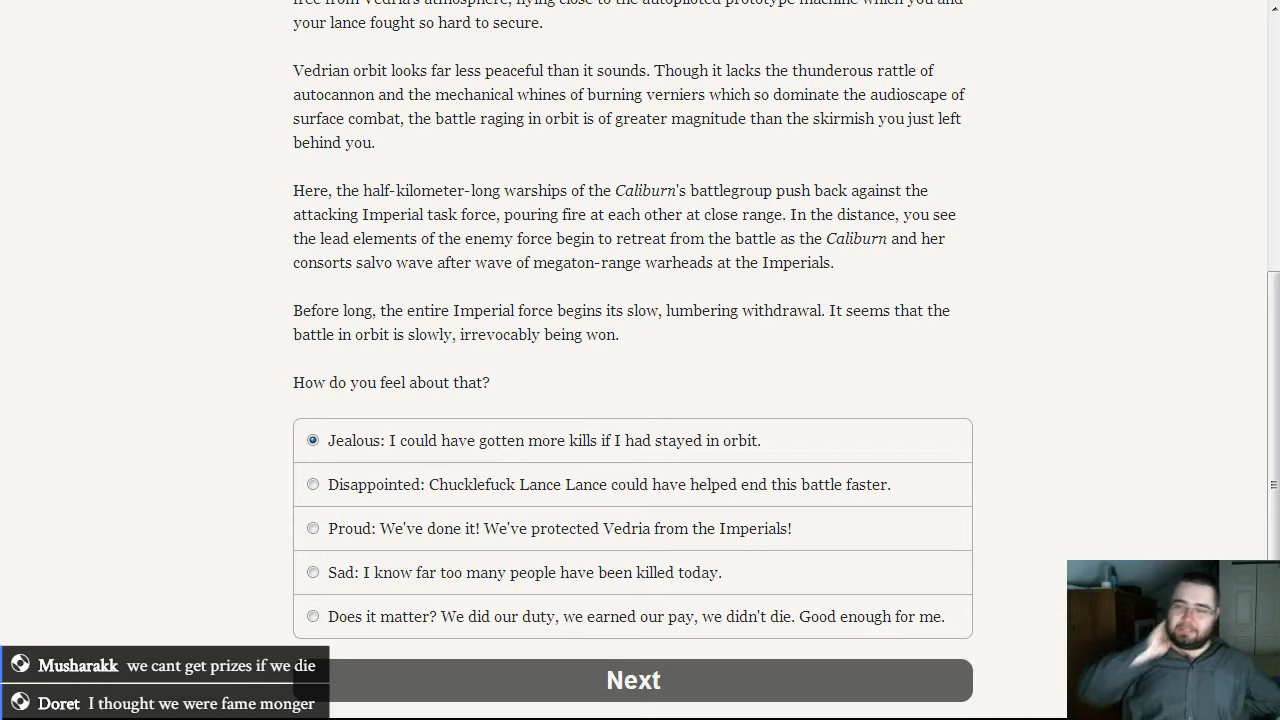 free from Vedria's atmosphere, flying close to the autopiloted prototype machine which you and
your lance fought so hard to secure.
Vedrian orbit looks far less peaceful than it sounds. Though it lacks the thunderous rattle of
autocannon and the mechanical whines of burning verniers which so dominate the audioscape of
surface combat, the battle raging in orbit is of greater magnitude than the skirmish you just left
behind you.
Here, the half-kilometer-long warships of the Caliburn's battlegroup push back against the
attacking Imperial task force, pouring fire at each other at close range. In the distance, you see
the lead elements of the enemy force begin to retreat from the battle as the Caliburn and her
consorts salvo wave after wave of megaton-range warheads at the Imperials.
Before long, the entire Imperial force begins its slow, lumbering withdrawal. It seems that the
battle in orbit is slowly, irrevocably being won.
How do you feel about that?
Jealous: I could have gotten more kills if I had stayed in orbit.
Disappointed: Chucklefuck Lance Lance could have helped end this battle faster.
Proud: We've done it! We've protected Vedria from the Imperials!
Sad: I know far too many people have been killed today.
Does it matter? We did our duty, we earned our pay, we didn't die. Good enough for me.
Next
Musharakk we cant get prizes if we die
Doret I thought we were fame monger